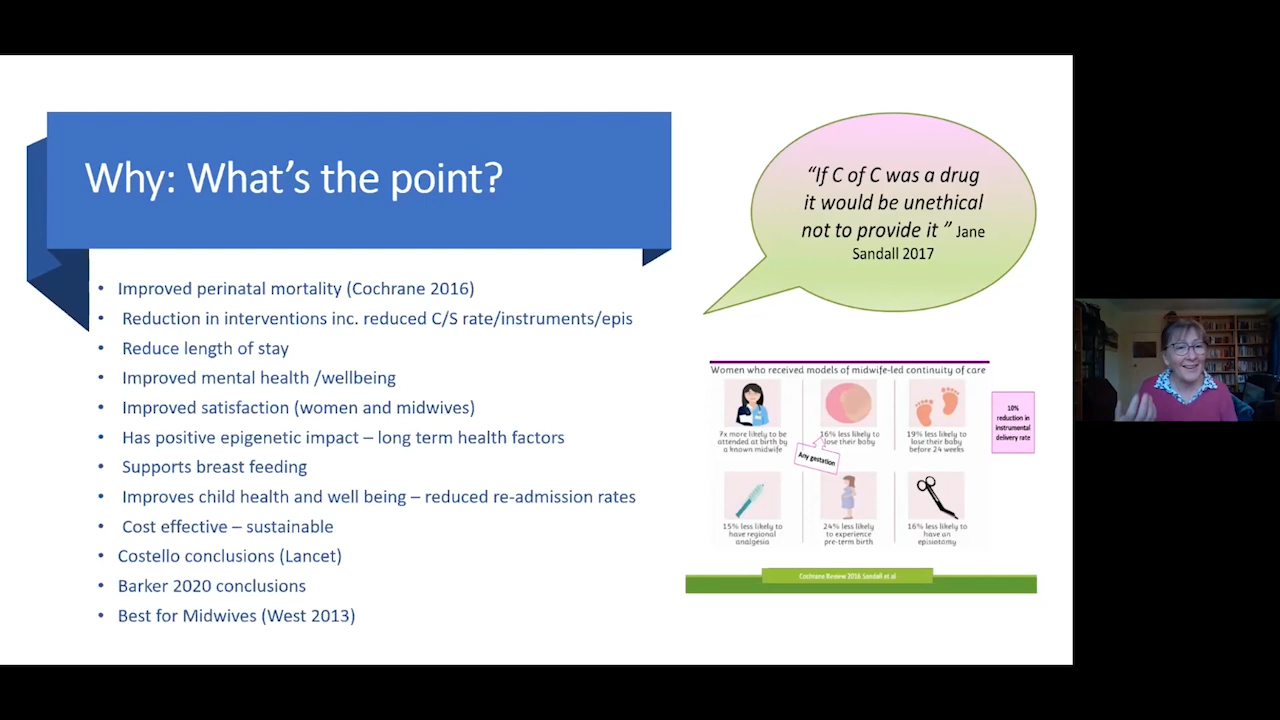 Why: What's the point?
"If C of C was a drug
it would be unethical
not to provide it " Jane
Sandall 2017
• Improved perinatal mortality (Cochrane 2016)
• Reduction in interventions inc. reduced C/S rate/instruments/epis
• Reduce length of stay
• Improved mental health /wellbeing
• Improved satisfaction (women and midwives)
• Has positive epigenetic impact – long term health factors
• Supports breast feeding
• Improves child health and well being – reduced re-admission rates
• Cost effective – sustainable
• Costello conclusions (Lancet)
• Barker 2020 conclusions
• Best for Midwives (West 2013)
Women who received models of midwife-led continuity of care
7x more likely to be
attended at birth by
a known midwife
16% less likely to
lose their baby
Any gestation
19% less likely to
lose their baby
before 24 weeks
10%
reduction in
instrumental
delivery rate
15% less likely to
have regional
analgesia
24% less likely
to experience
pre-term birth
16% less likely to
have an
episiotomy
Cochrane Review 2016 Sandall et al